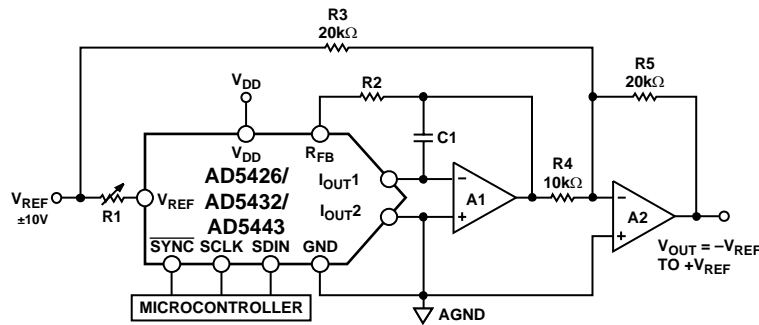 R3
20kΩ
VDD
R2
R5
20kΩ
C1
VDD
RFB
AD5426/
AD5432/
AD5443
IOUT1
IOUT2
A1
R4
10kΩ
A2
VREF
±10V
R1
VREF
SYNC SCLK SDIN GND
VOUT = –VREF
TO +VREF
MICROCONTROLLER
AGND